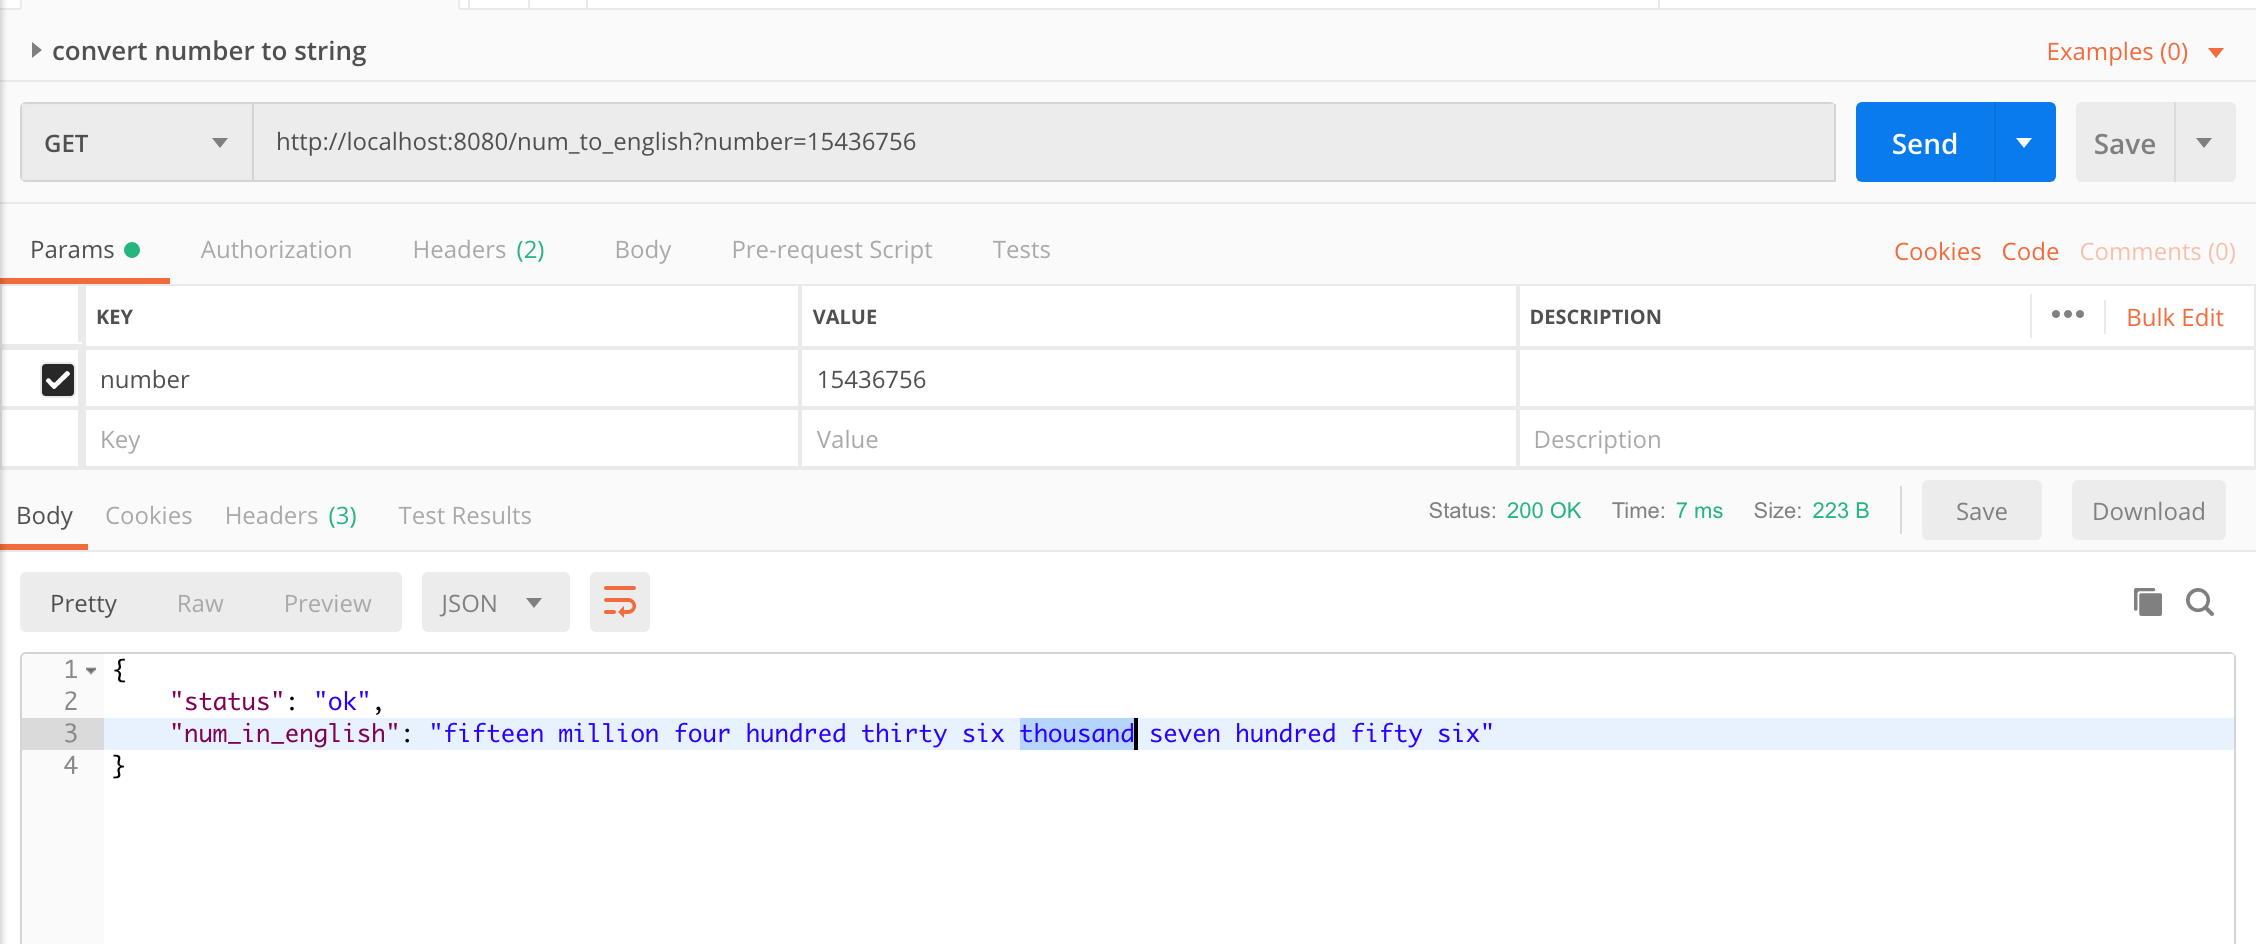 convert number to string Examples (0)
GET http://localhost:8080/num_to_english?number=15436756 Send Save
Params Authorization Headers (2) Body Pre-request Script Tests Cookies Code Comments (0)
KEY VALUE DESCRIPTION ••• Bulk Edit
number 15436756
Key Value Description
Body Cookies Headers (3) Test Results Status: 200 OK Time: 7 ms Size: 223 B Save Download
Pretty Raw Preview JSON
1 {
2 "status": "ok",
3 "num_in_english": "fifteen million four hundred thirty six thousand seven hundred fifty six"
4 }